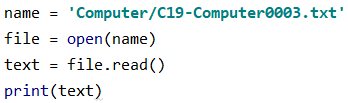 name = 'Computer/C19-Computer0003.txt'
file = open(name)
text = file.read()
print(text)